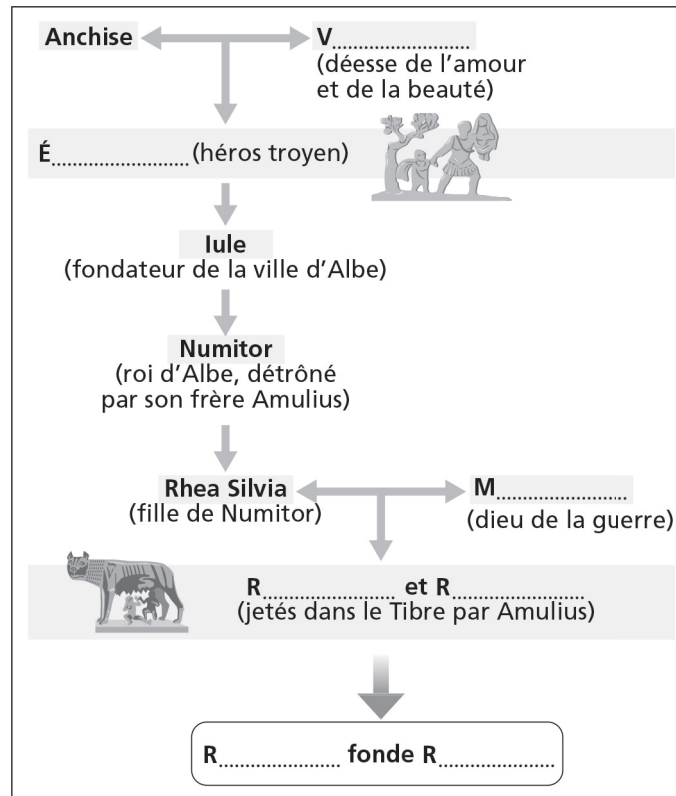 Anchise V..........................
(déesse de l'amour
et de la beauté)
É.......................... (héros troyen)
Iule
(fondateur de la ville d'Albe)
Numitor
(roi d'Albe, détrôné
par son frère Amulius)
Rhea Silvia M.........................
(fille de Numitor) (dieu de la guerre)
R......................... et R.........................
(jetés dans le Tibre par Amulius)
R....................... fonde R......................